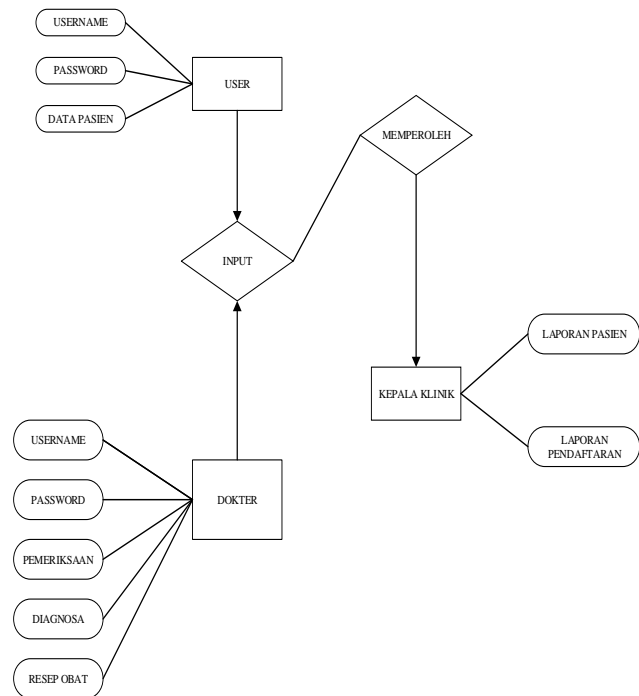 USERNAME
PASSWORD
DATA PASIEN
USER
MEMPEROLEH
INPUT
KEPALA KLINIK
LAPORAN PASIEN
LAPORAN
PENDAFTARAN
USERNAME
PASSWORD
PEMERIKSAAN
DIAGNOSA
RESEP OBAT
DOKTER